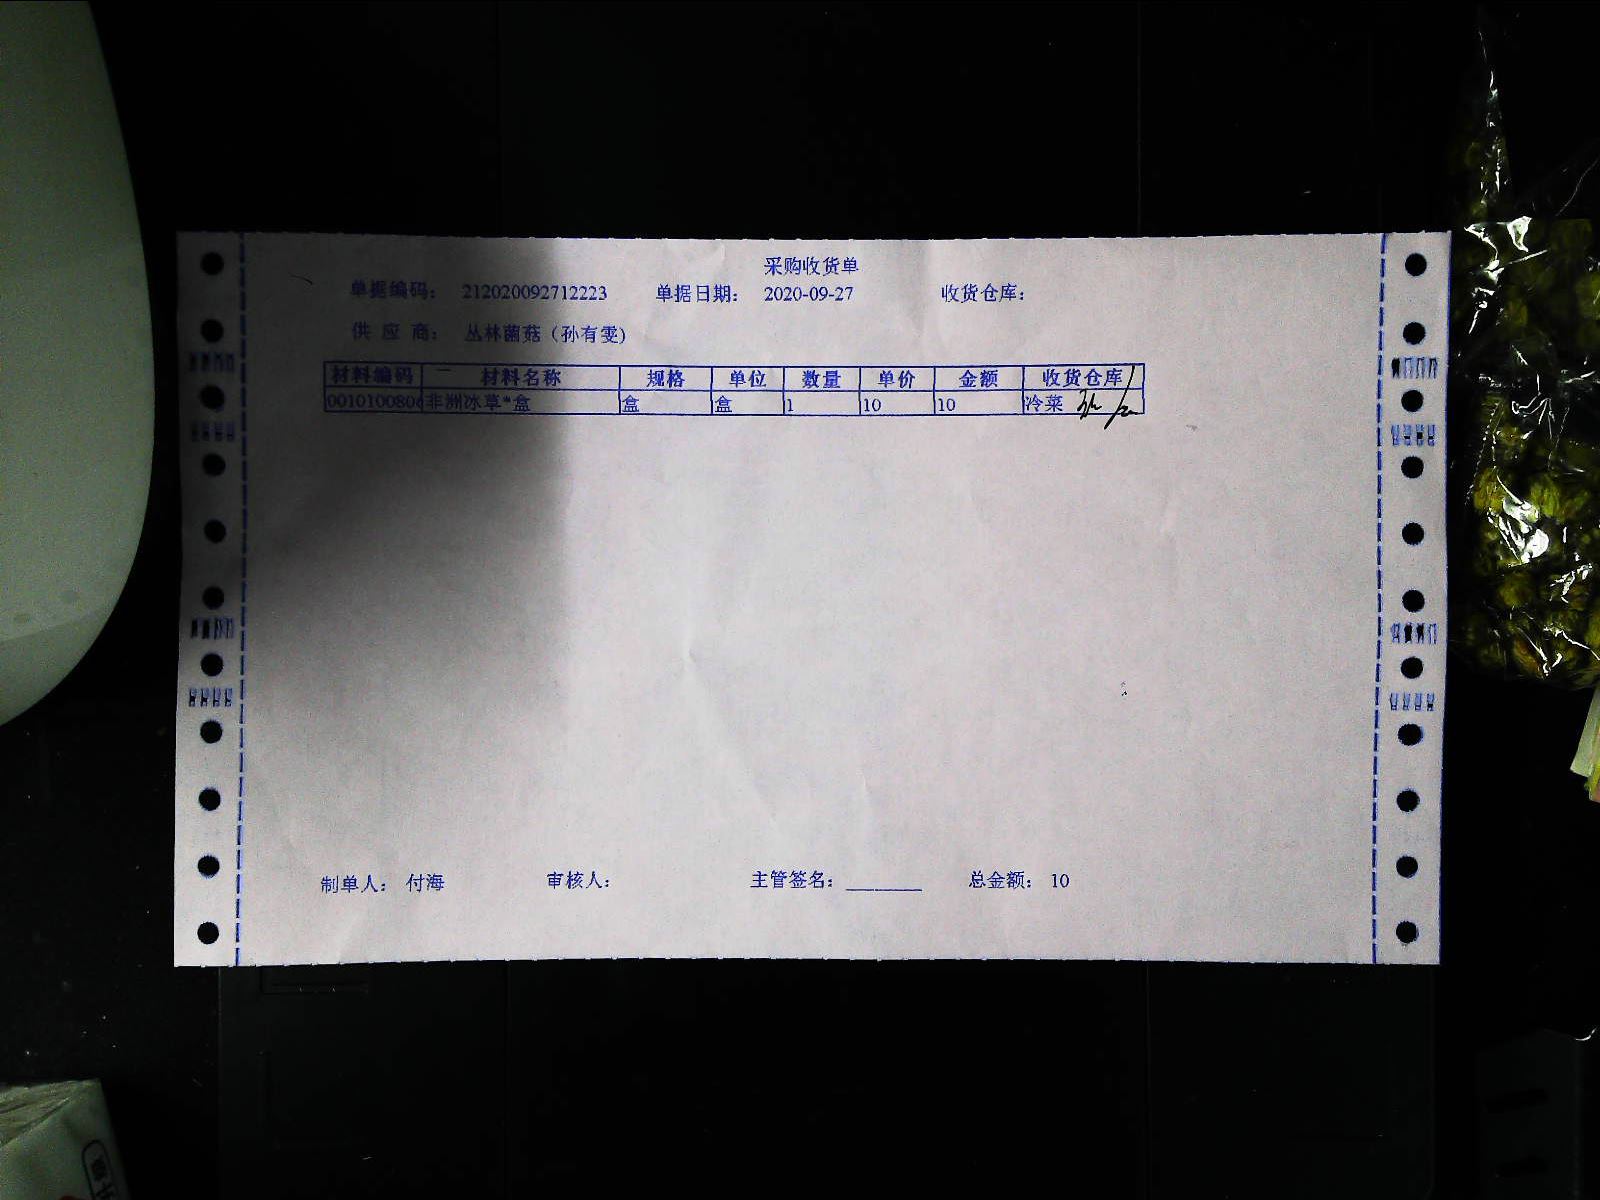 采购收货单
单据编码： 212020092712223 单据日期： 2020-09-27 收货仓库：
供 应 商： 丛林菌菇（孙有雯）
材料编码 材料名称 规格 单位 数量 单价 金额 收货仓库
0010100806 非洲冰草*盒 盒 盒 1 10 10 冷菜
制单人： 付海 审核人： 主管签名：________ 总金额： 10